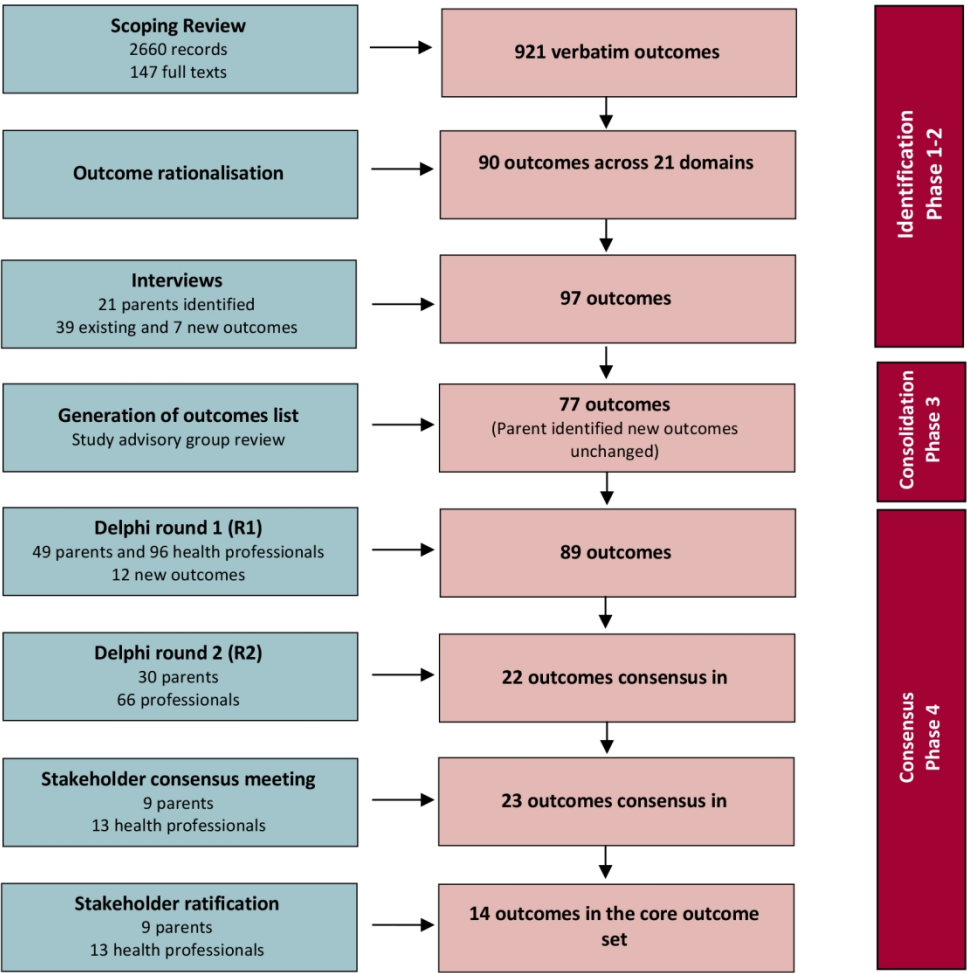 Scoping Review
2660 records
147 full texts
921 verbatim outcomes
Outcome rationalisation
90 outcomes across 21 domains
Interviews
21 parents identified
39 existing and 7 new outcomes
97 outcomes
Identification
Phase 1-2
Generation of outcomes list
Study advisory group review
77 outcomes
(Parent identified new outcomes
unchanged)
Consolidation
Phase 3
Delphi round 1 (R1)
49 parents and 96 health professionals
12 new outcomes
89 outcomes
Delphi round 2 (R2)
30 parents
66 professionals
22 outcomes consensus in
Stakeholder consensus meeting
9 parents
13 health professionals
23 outcomes consensus in
Stakeholder ratification
9 parents
13 health professionals
14 outcomes in the core outcome
set
Consensus
Phase 4